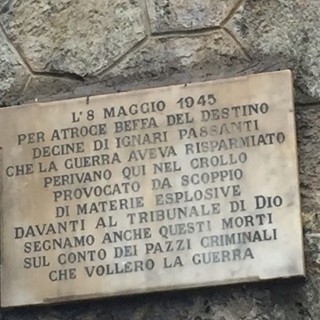 L'8 MAGGIO 1945
PER ATROCE BEFFA DEL DESTINO
DECINE DI IGNARI PASSANTI
CHE LA GUERRA AVEVA RISPARMIATO
PERIVANO QUI NEL CROLLO
PROVOCATO DA SCOPPIO
DI MATERIE ESPLOSIVE
DAVANTI AL TRIBUNALE DI DIO
SEGNAMO ANCHE QUESTI MORTI
SUL CONTO DEI PAZZI CRIMINALI
CHE VOLLERO LA GUERRA